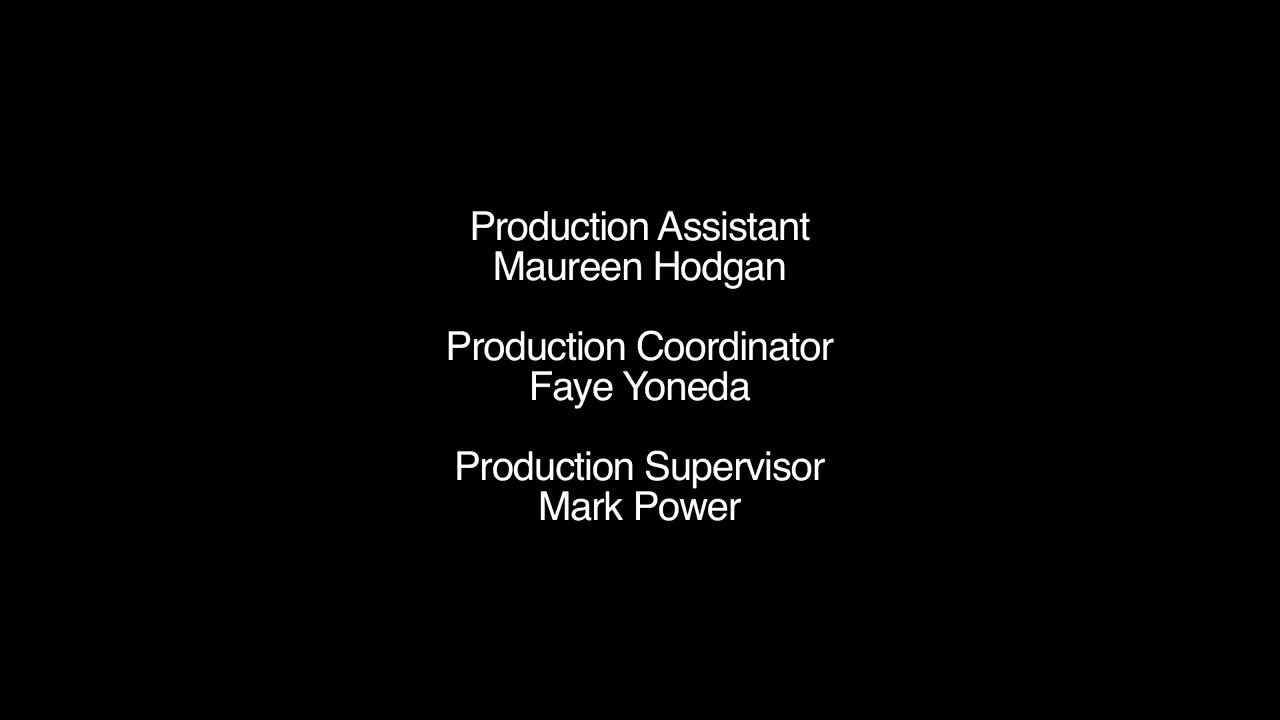 Production Assistant
Maureen Hodgan
Production Coordinator
Faye Yoneda
Production Supervisor
Mark Power